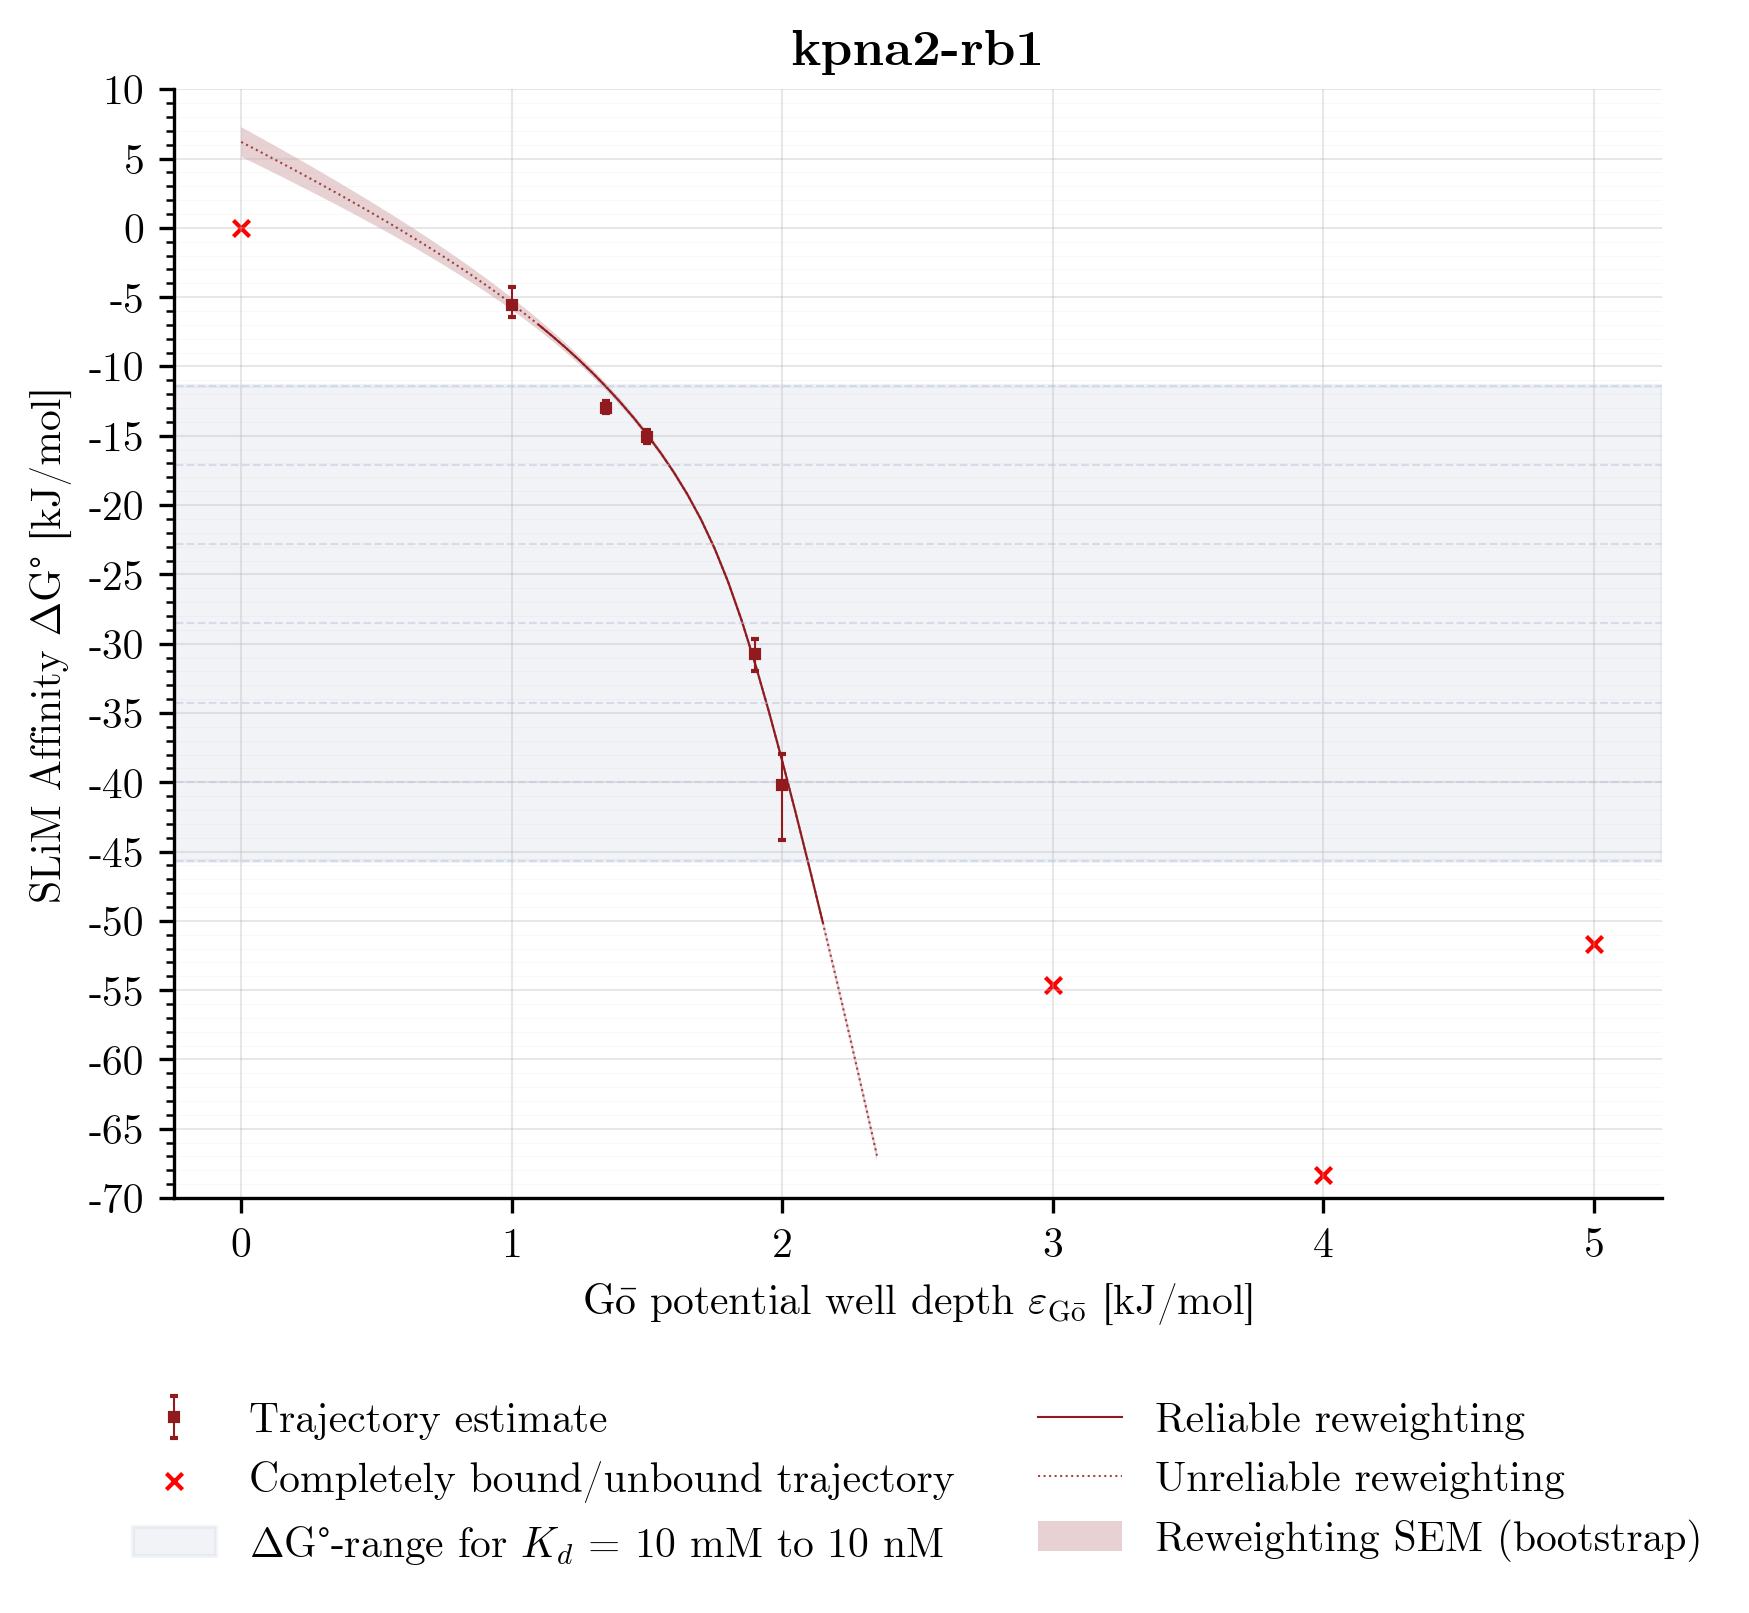 kpna2-rb1
SLiM Affinity ΔG° [kJ/mol]
10
5
0
-5
-10
-15
-20
-25
-30
-35
-40
-45
-50
-55
-60
-65
-70
0 1 2 3 4 5
Gō potential well depth ε_Gō [kJ/mol]
Trajectory estimate
Completely bound/unbound trajectory
ΔG°-range for K_d = 10 mM to 10 nM
Reliable reweighting
Unreliable reweighting
Reweighting SEM (bootstrap)